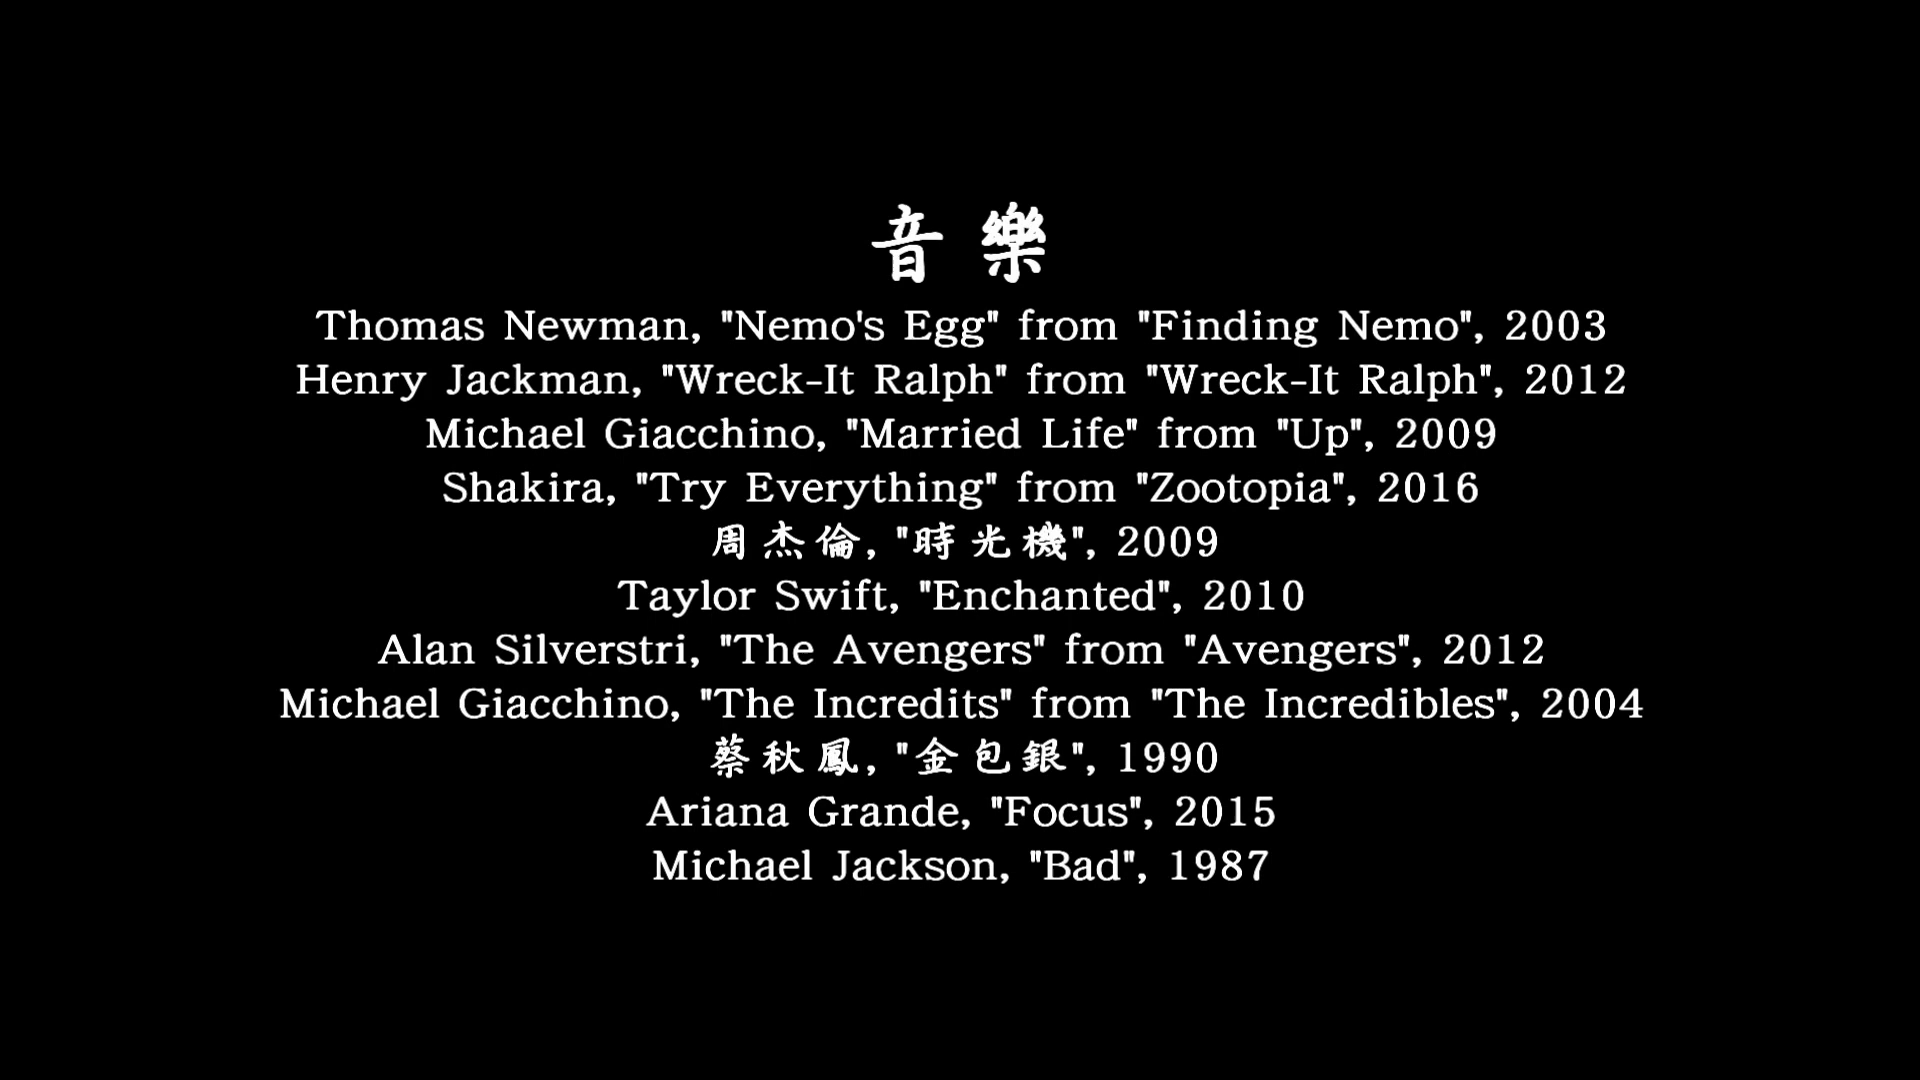 音樂
Thomas Newman, "Nemo's Egg" from "Finding Nemo", 2003
Henry Jackman, "Wreck-It Ralph" from "Wreck-It Ralph", 2012
Michael Giacchino, "Married Life" from "Up", 2009
Shakira, "Try Everything" from "Zootopia", 2016
周杰倫, "時光機", 2009
Taylor Swift, "Enchanted", 2010
Alan Silverstri, "The Avengers" from "Avengers", 2012
Michael Giacchino, "The Incredits" from "The Incredibles", 2004
蔡秋鳳, "金包銀", 1990
Ariana Grande, "Focus", 2015
Michael Jackson, "Bad", 1987